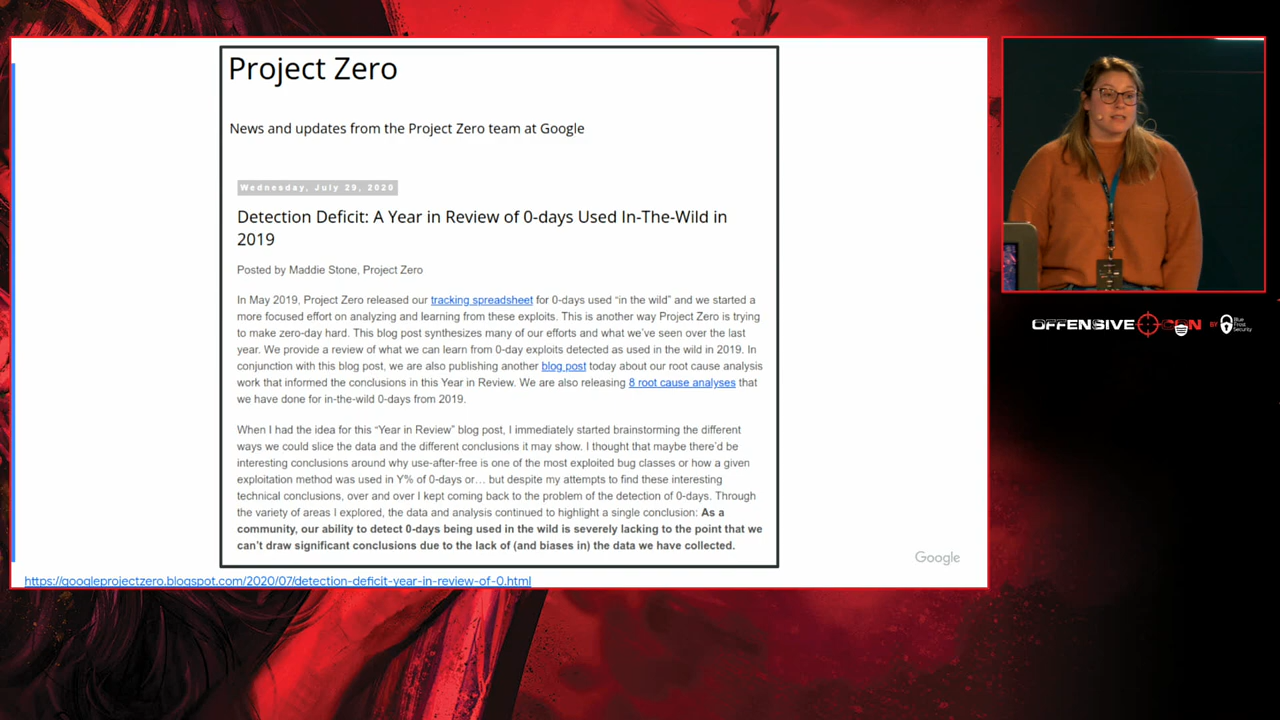 Project Zero
News and updates from the Project Zero team at Google
Wednesday, July 29, 2020
Detection Deficit: A Year in Review of 0-days Used In-The-Wild in
2019
Posted by Maddie Stone, Project Zero
In May 2019, Project Zero released our tracking spreadsheet for 0-days used “in the wild” and we started a
more focused effort on analyzing and learning from these exploits. This is another way Project Zero is trying
to make zero-day hard. This blog post synthesizes many of our efforts and what we’ve seen over the last
year. We provide a review of what we can learn from 0-day exploits detected as used in the wild in 2019. In
conjunction with this blog post, we are also publishing another blog post today about our root cause analysis
work that informed the conclusions in this Year in Review. We are also releasing 8 root cause analyses that
we have done for in-the-wild 0-days from 2019.
When I had the idea for this “Year in Review” blog post, I immediately started brainstorming the different
ways we could slice the data and the different conclusions it may show. I thought that maybe there’d be
interesting conclusions around why use-after-free is one of the most exploited bug classes or how a given
exploitation method was used in Y% of 0-days or… but despite my attempts to find these interesting
technical conclusions, over and over I kept coming back to the problem of the detection of 0-days. Through
the variety of areas I explored, the data and analysis continued to highlight a single conclusion: As a
community, our ability to detect 0-days being used in the wild is severely lacking to the point that we
can’t draw significant conclusions due to the lack of (and biases in) the data we have collected.
Google
https://googleprojectzero.blogspot.com/2020/07/detection-deficit-year-in-review-of-0.html
OFFENSIVE CON BY Blue Frost Security